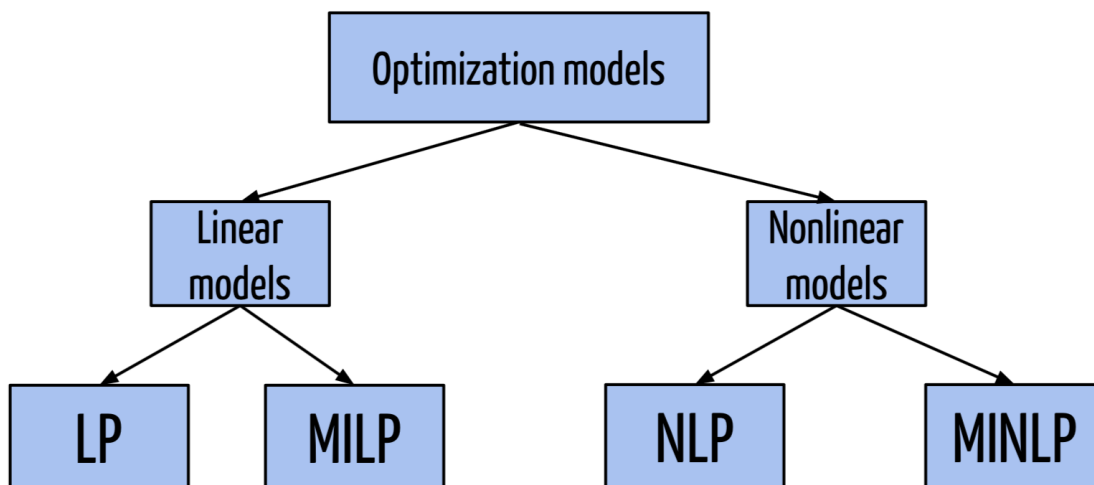 Optimization models
Linear
models
Nonlinear
models
LP
MILP
NLP
MINLP